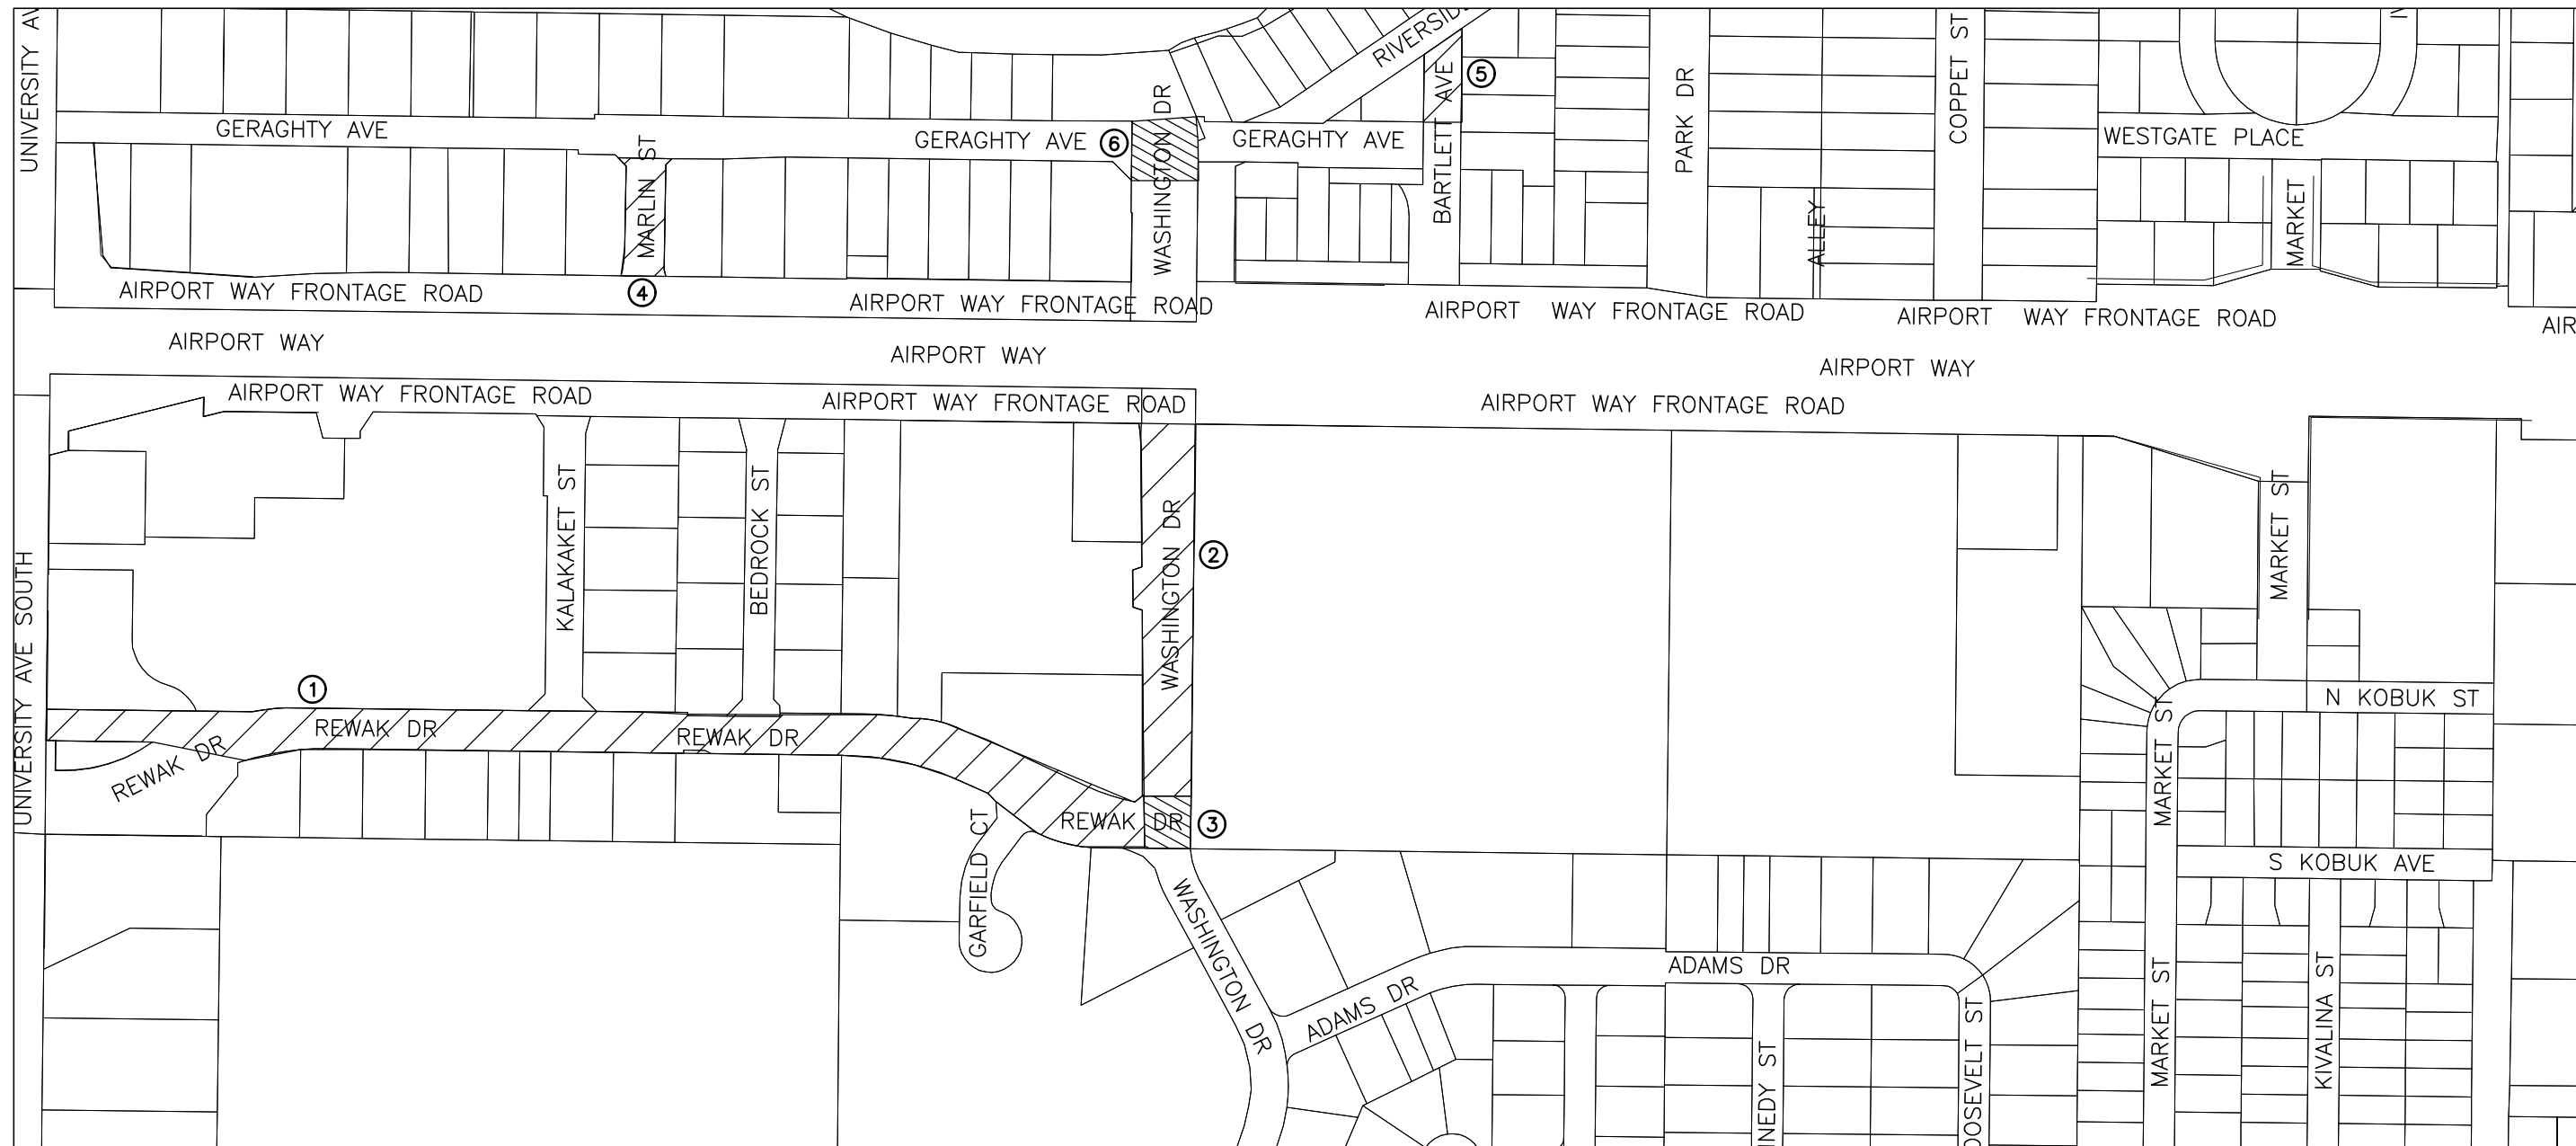 UNIVERSITY AV
RIVERSID
GERAGHTY AVE
GERAGHTY AVE
6
WASHINGTON DR
GERAGHTY AVE
BARTLETT AVE
5
PARK DR
COPPET ST
WESTGATE PLACE
MARLIN ST
ALLEY
MARKET
AIRPORT WAY FRONTAGE ROAD
4
AIRPORT WAY FRONTAGE ROAD
AIRPORT WAY FRONTAGE ROAD
AIRPORT WAY FRONTAGE ROAD
AIR
AIRPORT WAY
AIRPORT WAY
AIRPORT WAY
AIRPORT WAY FRONTAGE ROAD
AIRPORT WAY FRONTAGE ROAD
AIRPORT WAY FRONTAGE ROAD
KALAKAKET ST
BEDROCK ST
WASHINGTON DR
2
MARKET ST
UNIVERSITY AVE SOUTH
1
REWAK DR
REWAK DR
REWAK DR
N KOBUK ST
MARKET ST
REWAK DR
3
GARFIELD CT
S KOBUK AVE
WASHINGTON DR
ADAMS DR
ADAMS DR
MARKET ST
KIVALINA ST
NEDY ST
OOSEVELT ST